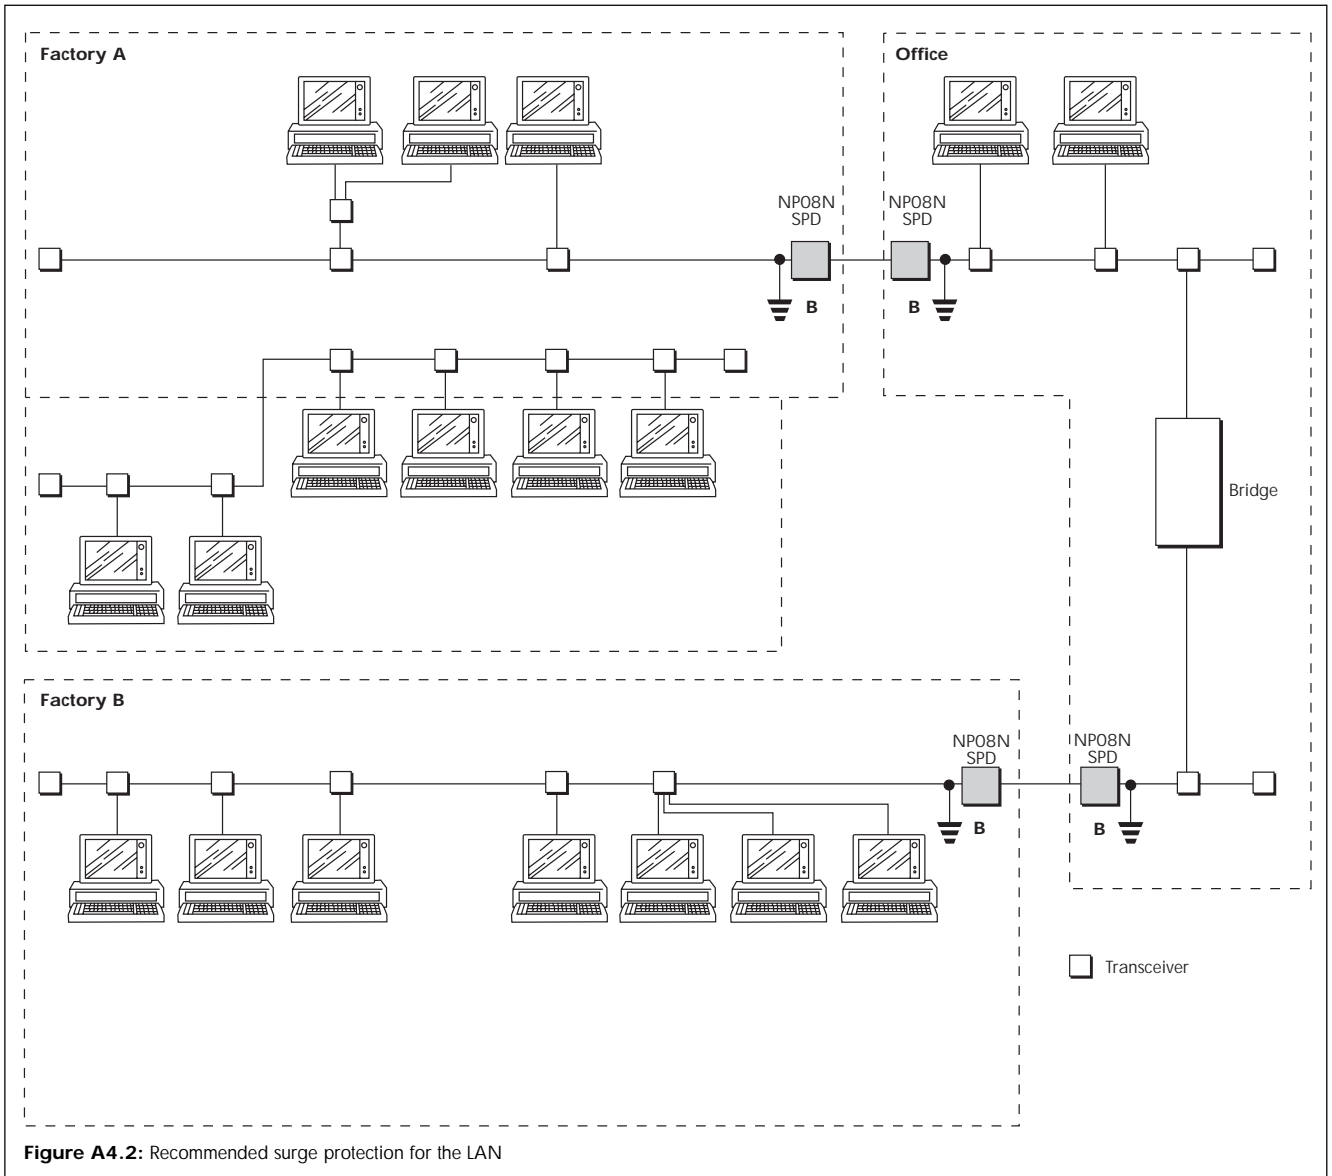 Factory A
Office
NP08N
SPD
NP08N
SPD
B
B
Bridge
Factory B
NP08N
SPD
NP08N
SPD
B
B
Transceiver
Figure A4.2: Recommended surge protection for the LAN